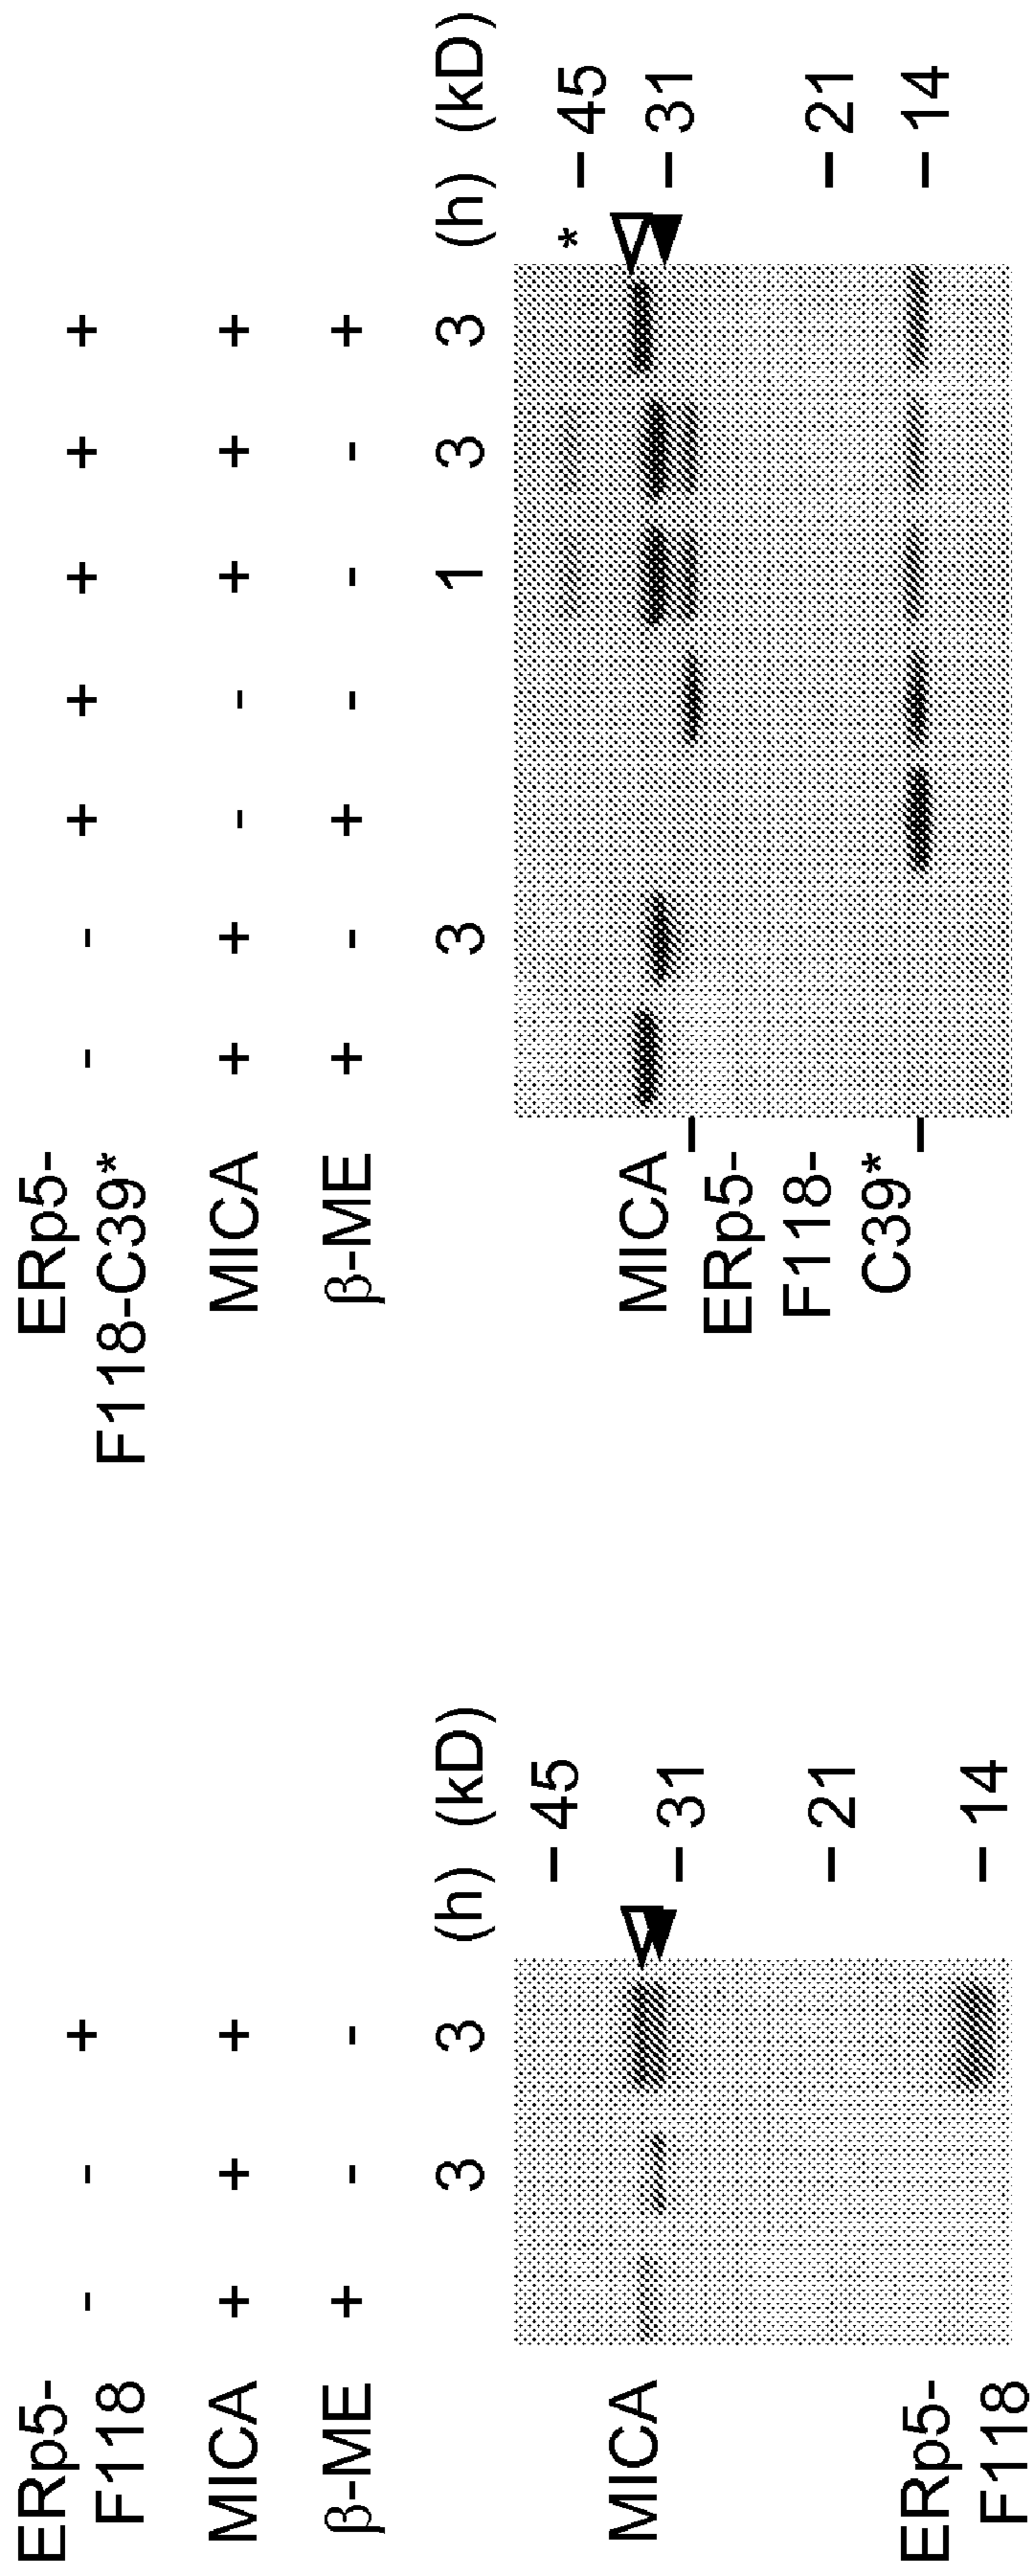 ERp5-
F118
- - +
MICA + + +
β-ME + - -
3 3 (h) (kD)
MICA
ERp5-
F118
– 45
– 31
– 21
– 14
ERp5-
F118-C39*
- - + + + + +
MICA + + - - + + +
β-ME + - + - - - +
3 1 3 3 (h) (kD)
MICA
ERp5-
F118-
C39*
*
– 45
– 31
– 21
– 14